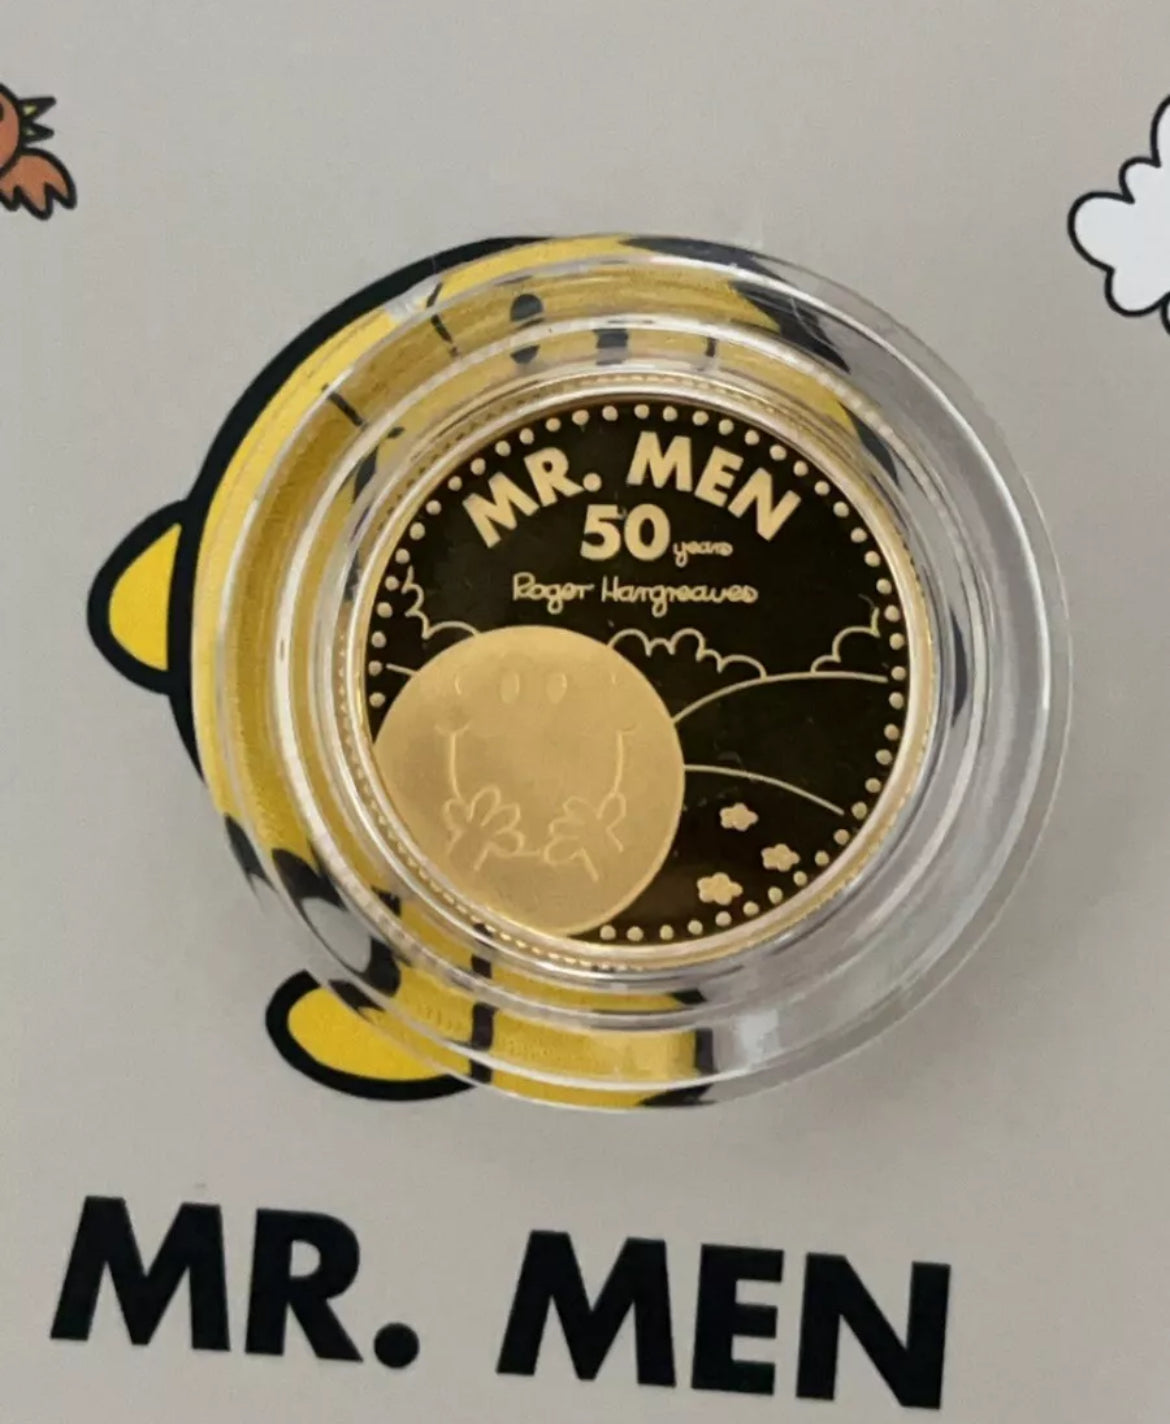 MR. MEN
50 years
Roger Hargreaves
MR. MEN